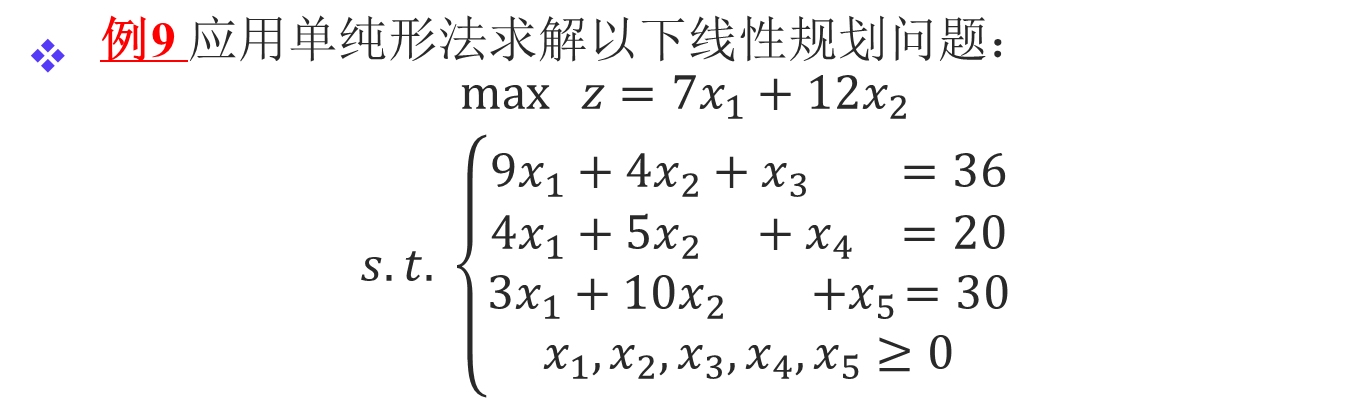 例9 应用单纯形法求解以下线性规划问题：
max z = 7x₁ + 12x₂
9x₁ + 4x₂ + x₃ = 36
4x₁ + 5x₂ + x₄ = 20
s.t.
3x₁ + 10x₂ +x₅= 30
x₁,x₂,x₃,x₄,x₅ ≥ 0